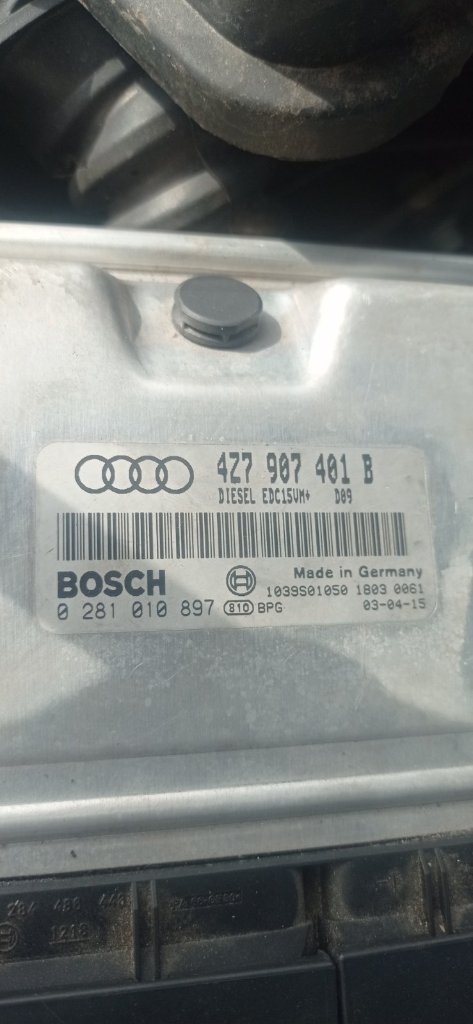 4Z7 907 401 B
DIESEL EDC15VM+ D09
BOSCH
Made in Germany
1039S01050 1803 0061
0 281 010 897 810 BPG 03-04-15
1215